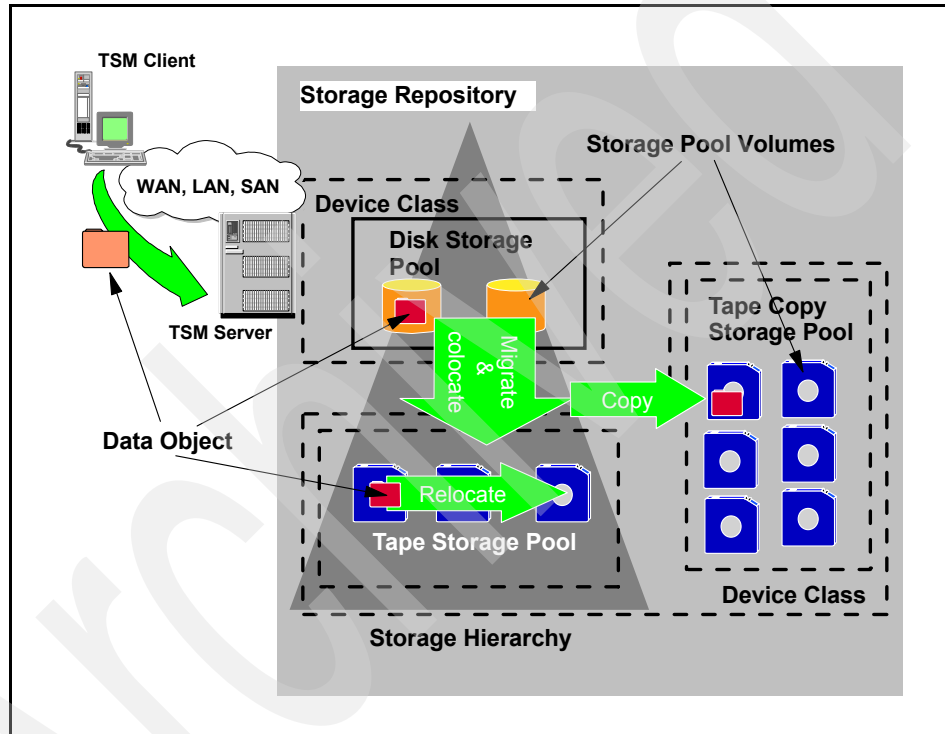 TSM Client
Storage Repository
Storage Pool Volumes
WAN, LAN, SAN
Device Class
Disk Storage
Pool
TSM Server
Tape Copy
Storage Pool
Migrate
&
colocate
Copy
Data Object
Relocate
Tape Storage Pool
Device Class
Storage Hierarchy
Archived